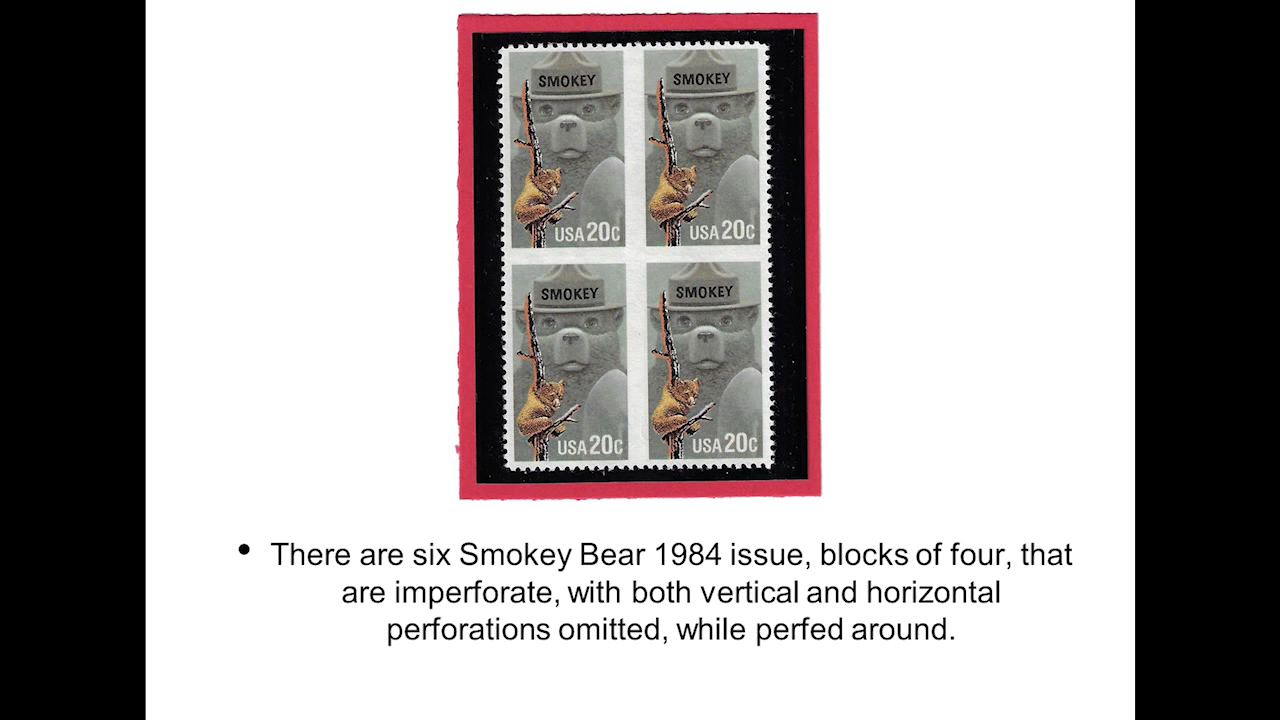 SMOKEY SMOKEY
USA 20c USA 20c
SMOKEY SMOKEY
USA 20c USA 20c
• There are six Smokey Bear 1984 issue, blocks of four, that
are imperforate, with both vertical and horizontal
perforations omitted, while perfed around.